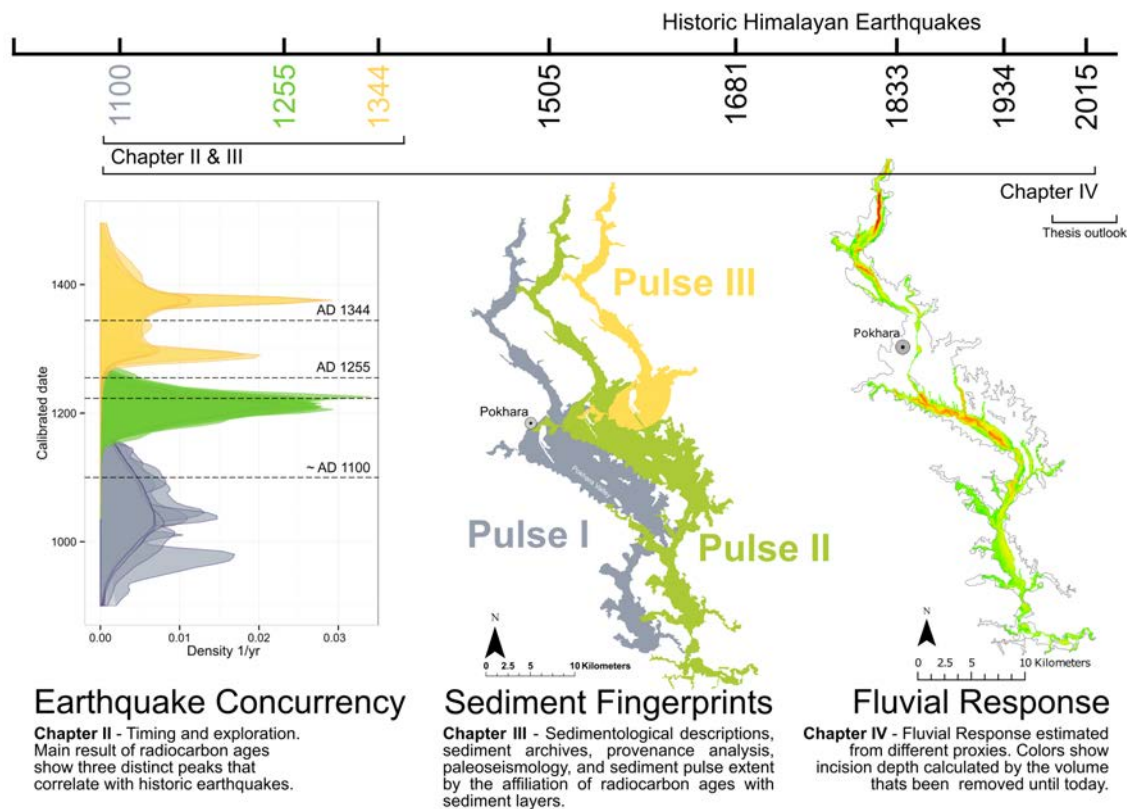 Historic Himalayan Earthquakes
1100
1255
1344
1505
1681
1833
1934
2015
Chapter II & III
Chapter IV
Thesis outlook
1400
1200
1000
Calibrated date
AD 1344
AD 1255
~ AD 1100
0.00
0.01
0.02
0.03
Density 1/yr
Pulse III
Pulse I
Pulse II
Pokhara
Pokhara Valley
N
0 2.5 5 10 Kilometers
Pokhara
N
0 2.5 5 10 Kilometers
Earthquake Concurrency
Chapter II - Timing and exploration.
Main result of radiocarbon ages
show three distinct peaks that
correlate with historic earthquakes.
Sediment Fingerprints
Chapter III - Sedimentological descriptions,
sediment archives, provenance analysis,
paleoseismology, and sediment pulse extent
by the affiliation of radiocarbon ages with
sediment layers.
Fluvial Response
Chapter IV - Fluvial Response estimated
from different proxies. Colors show
incision depth calculated by the volume
thats been removed until today.